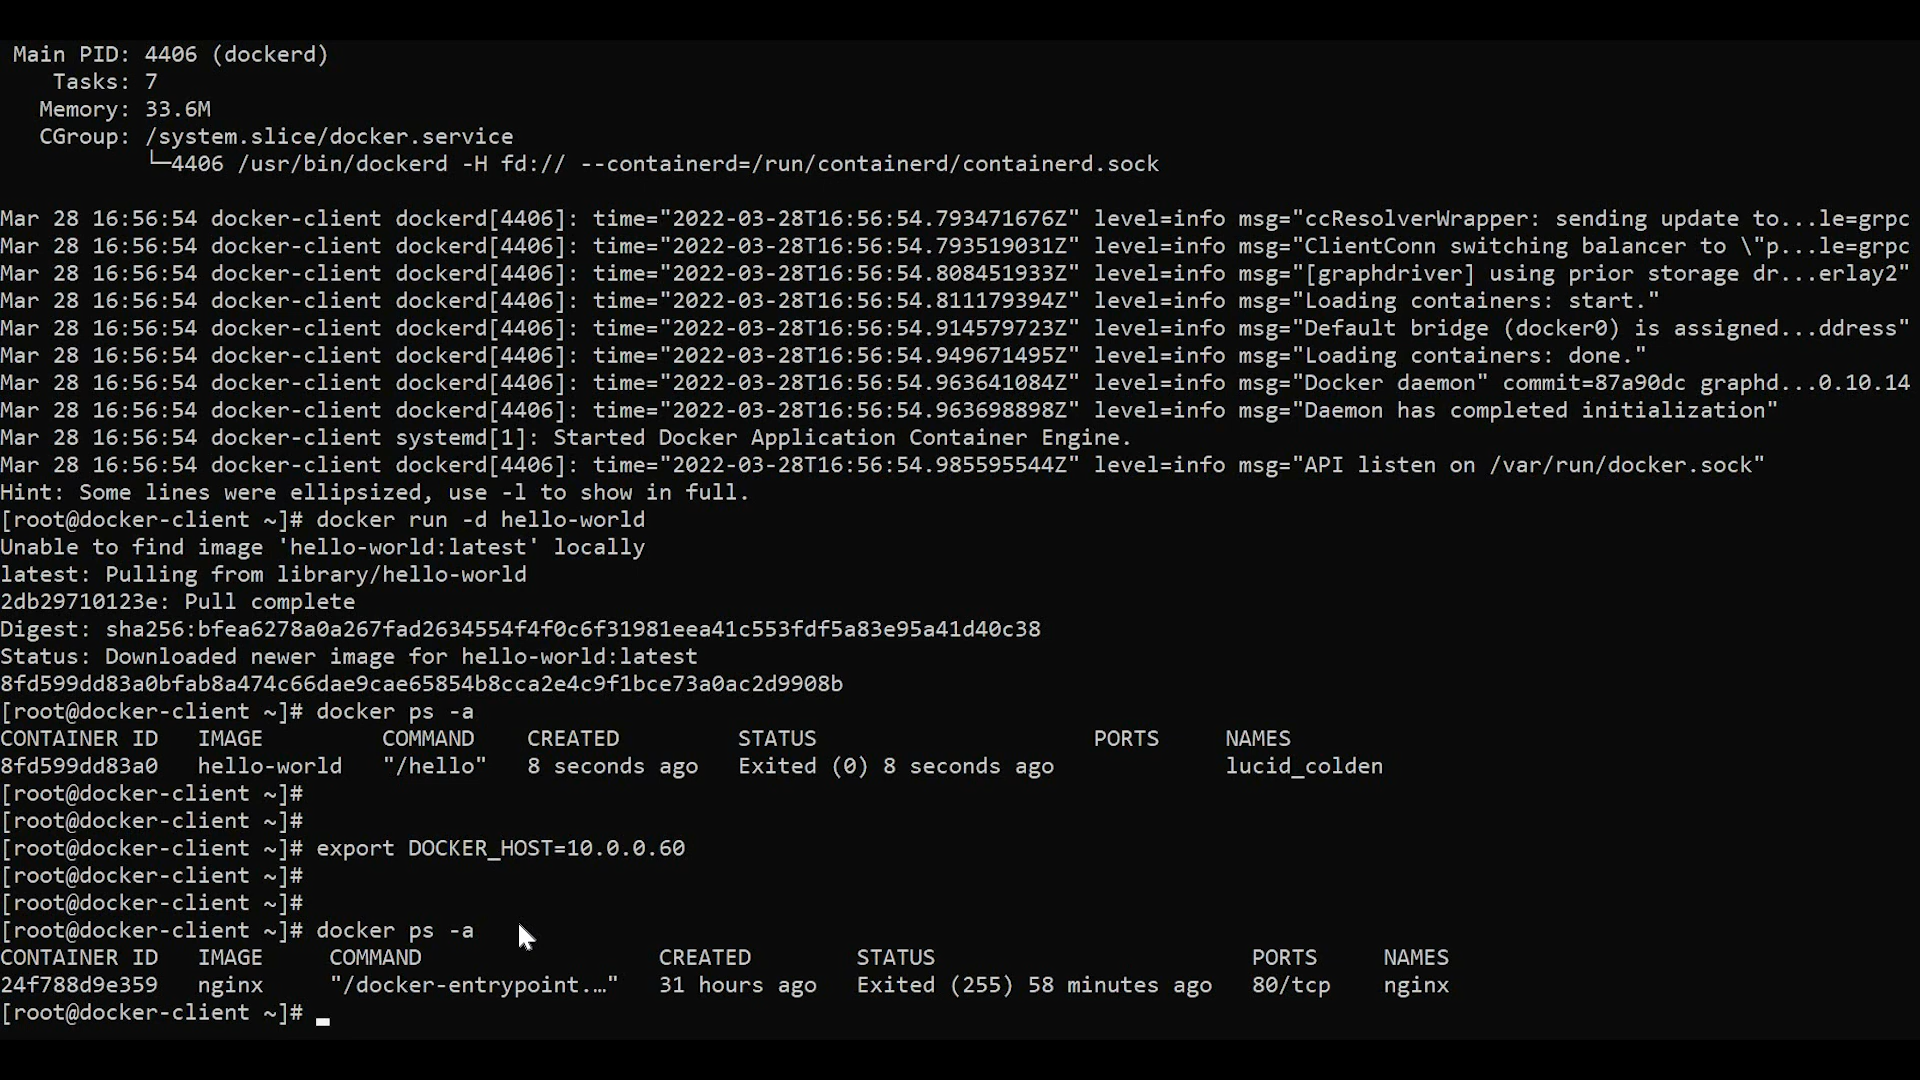 Main PID: 4406 (dockerd)
Tasks: 7
Memory: 33.6M
CGroup: /system.slice/docker.service
└─4406 /usr/bin/dockerd -H fd:// --containerd=/run/containerd/containerd.sock
Mar 28 16:56:54 docker-client dockerd[4406]: time="2022-03-28T16:56:54.793471676Z" level=info msg="ccResolverWrapper: sending update to...le=grpc
Mar 28 16:56:54 docker-client dockerd[4406]: time="2022-03-28T16:56:54.793519031Z" level=info msg="ClientConn switching balancer to \"p...le=grpc
Mar 28 16:56:54 docker-client dockerd[4406]: time="2022-03-28T16:56:54.808451933Z" level=info msg="[graphdriver] using prior storage dr...erlay2"
Mar 28 16:56:54 docker-client dockerd[4406]: time="2022-03-28T16:56:54.811179394Z" level=info msg="Loading containers: start."
Mar 28 16:56:54 docker-client dockerd[4406]: time="2022-03-28T16:56:54.914579723Z" level=info msg="Default bridge (docker0) is assigned...ddress"
Mar 28 16:56:54 docker-client dockerd[4406]: time="2022-03-28T16:56:54.949671495Z" level=info msg="Loading containers: done."
Mar 28 16:56:54 docker-client dockerd[4406]: time="2022-03-28T16:56:54.963641084Z" level=info msg="Docker daemon" commit=87a90dc graphd...0.10.14
Mar 28 16:56:54 docker-client dockerd[4406]: time="2022-03-28T16:56:54.963698898Z" level=info msg="Daemon has completed initialization"
Mar 28 16:56:54 docker-client systemd[1]: Started Docker Application Container Engine.
Mar 28 16:56:54 docker-client dockerd[4406]: time="2022-03-28T16:56:54.985595544Z" level=info msg="API listen on /var/run/docker.sock"
Hint: Some lines were ellipsized, use -l to show in full.
[root@docker-client ~]# docker run -d hello-world
Unable to find image 'hello-world:latest' locally
latest: Pulling from library/hello-world
2db29710123e: Pull complete
Digest: sha256:bfea6278a0a267fad2634554f4f0c6f31981eea41c553fdf5a83e95a41d40c38
Status: Downloaded newer image for hello-world:latest
8fd599dd83a0bfab8a474c66dae9cae65854b8cca2e4c9f1bce73a0ac2d9908b
[root@docker-client ~]# docker ps -a
CONTAINER ID   IMAGE         COMMAND    CREATED         STATUS                     PORTS     NAMES
8fd599dd83a0   hello-world   "/hello"   8 seconds ago   Exited (0) 8 seconds ago             lucid_colden
[root@docker-client ~]#
[root@docker-client ~]#
[root@docker-client ~]# export DOCKER_HOST=10.0.0.60
[root@docker-client ~]#
[root@docker-client ~]#
[root@docker-client ~]# docker ps -a
CONTAINER ID   IMAGE     COMMAND                  CREATED        STATUS                        PORTS     NAMES
24f788d9e359   nginx     "/docker-entrypoint.…"   31 hours ago   Exited (255) 58 minutes ago   80/tcp    nginx
[root@docker-client ~]#